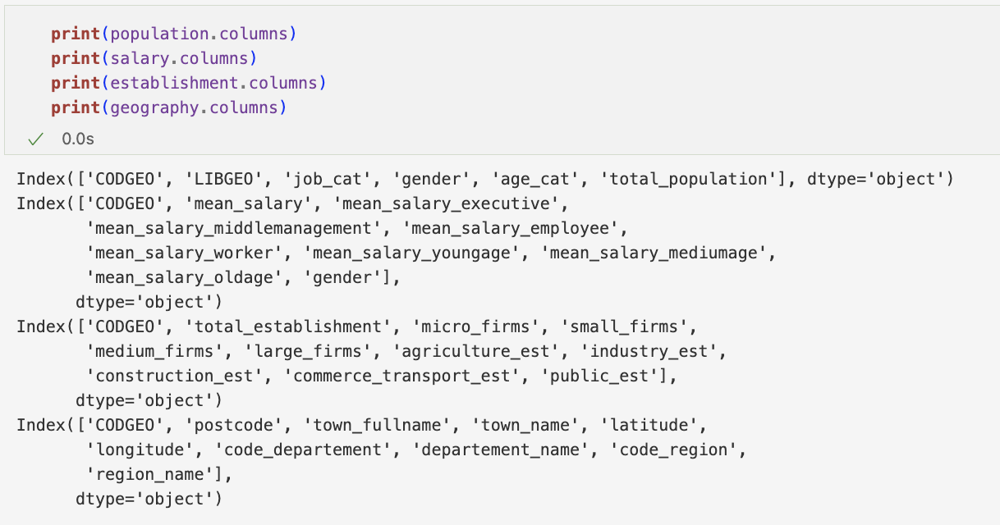 print(population.columns)
print(salary.columns)
print(establishment.columns)
print(geography.columns)
✓ 0.0s
Index(['CODGEO', 'LIBGEO', 'job_cat', 'gender', 'age_cat', 'total_population'], dtype='object')
Index(['CODGEO', 'mean_salary', 'mean_salary_executive',
       'mean_salary_middlemanagement', 'mean_salary_employee',
       'mean_salary_worker', 'mean_salary_youngage', 'mean_salary_mediumage',
       'mean_salary_oldage', 'gender'],
      dtype='object')
Index(['CODGEO', 'total_establishment', 'micro_firms', 'small_firms',
       'medium_firms', 'large_firms', 'agriculture_est', 'industry_est',
       'construction_est', 'commerce_transport_est', 'public_est'],
      dtype='object')
Index(['CODGEO', 'postcode', 'town_fullname', 'town_name', 'latitude',
       'longitude', 'code_departement', 'departement_name', 'code_region',
       'region_name'],
      dtype='object')